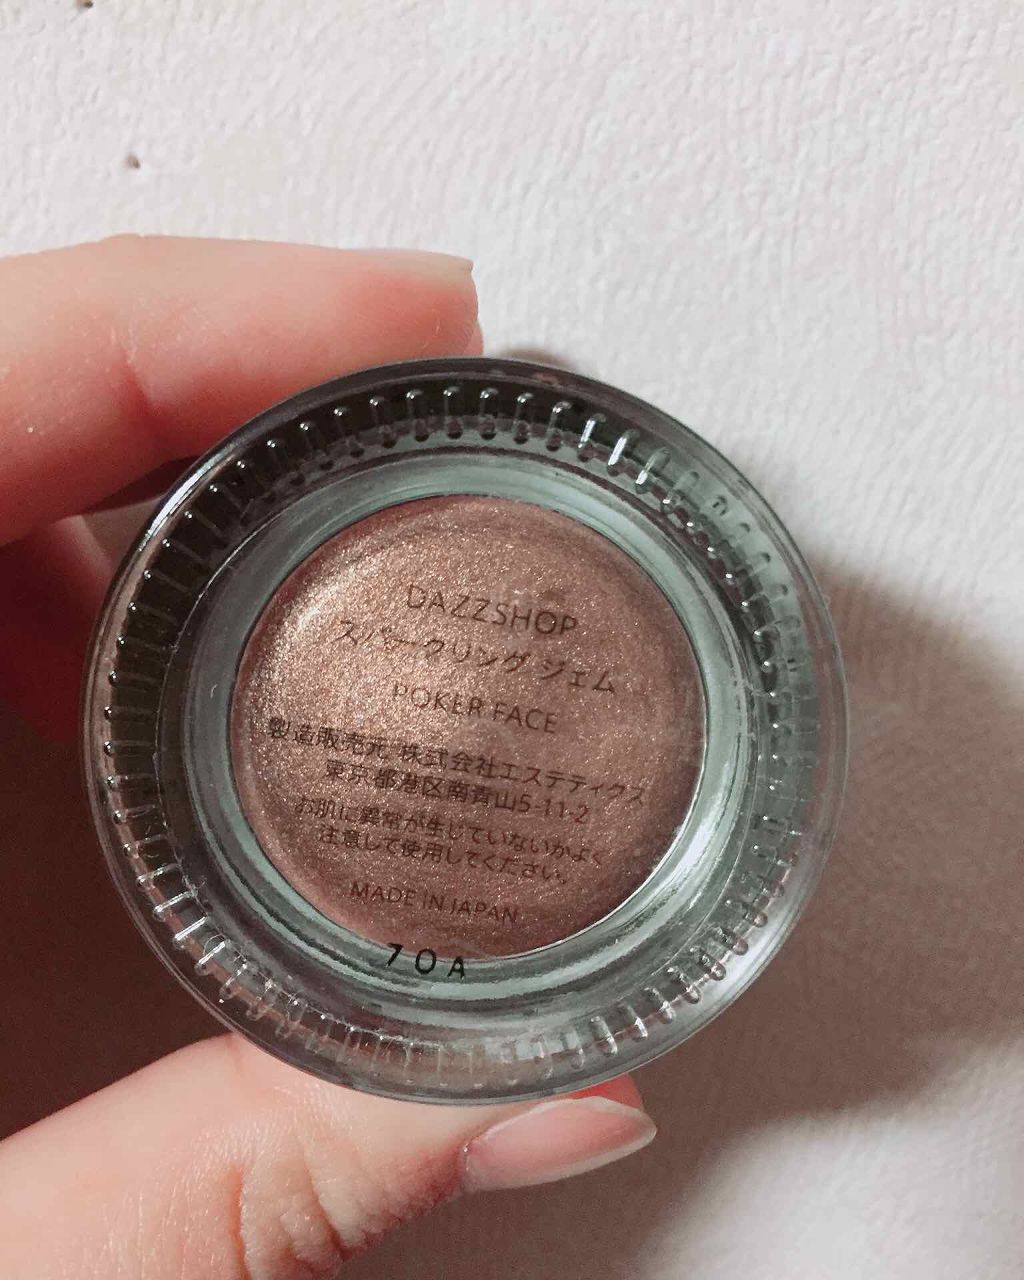 DAZZSHOP
スパークリング ジェム
POKER FACE
製造販売元 株式会社エステティクス
東京都港区南青山5-11-2
お肌に異常が生じていないかよく
注意して使用してください。
MADE IN JAPAN
70A